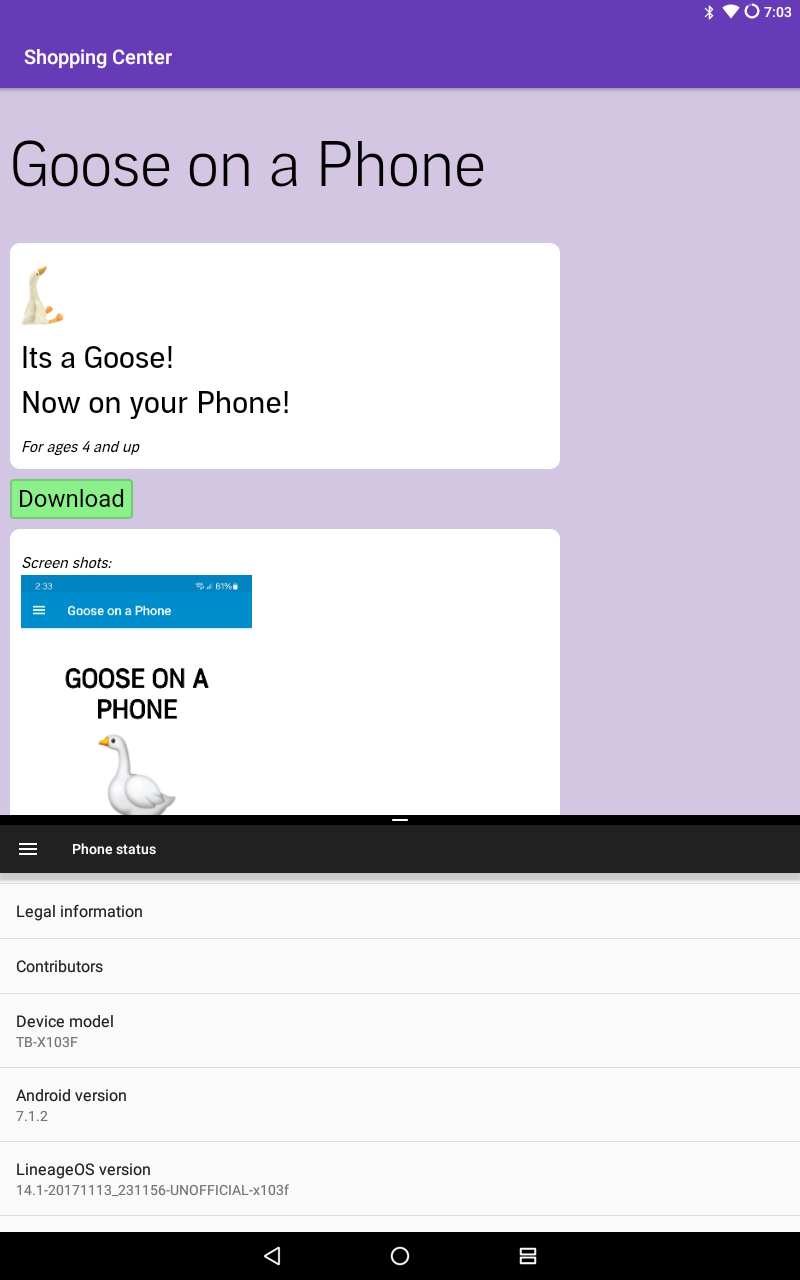 7:03
Shopping Center
Goose on a Phone
Its a Goose!
Now on your Phone!
For ages 4 and up
Download
Screen shots:
2:33
61%
Goose on a Phone
GOOSE ON A
PHONE
Phone status
Legal information
Contributors
Device model
TB-X103F
Android version
7.1.2
LineageOS version
14.1-20171113_231156-UNOFFICIAL-x103f